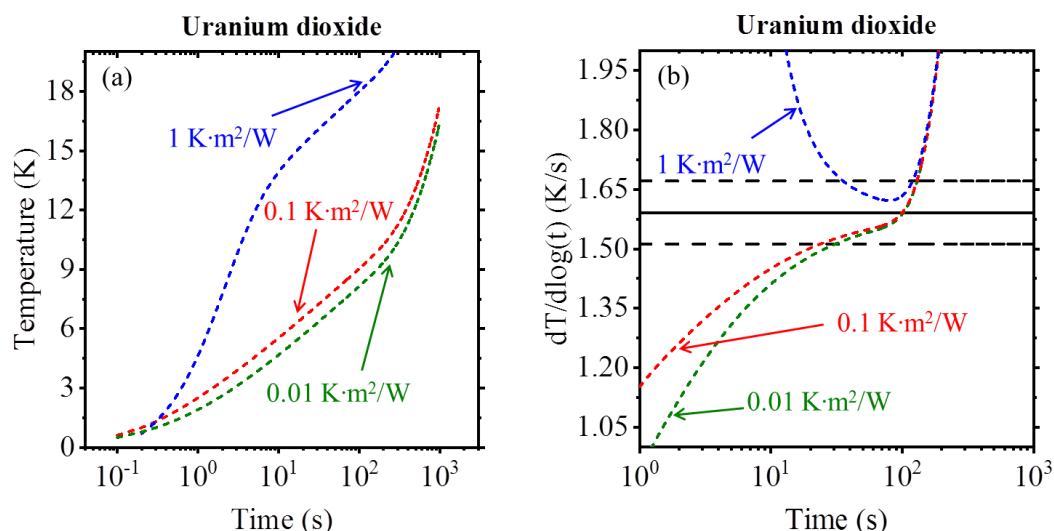 Uranium dioxide
(a)
Temperature (K)
18
15
12
9
6
3
0
1 K·m²/W
0.1 K·m²/W
0.01 K·m²/W
10⁻¹ 10⁰ 10¹ 10² 10³
Time (s)
Uranium dioxide
(b)
dT/dlog(t) (K/s)
1.95
1.80
1.65
1.50
1.35
1.20
1.05
1 K·m²/W
0.1 K·m²/W
0.01 K·m²/W
10⁰ 10¹ 10² 10³
Time (s)